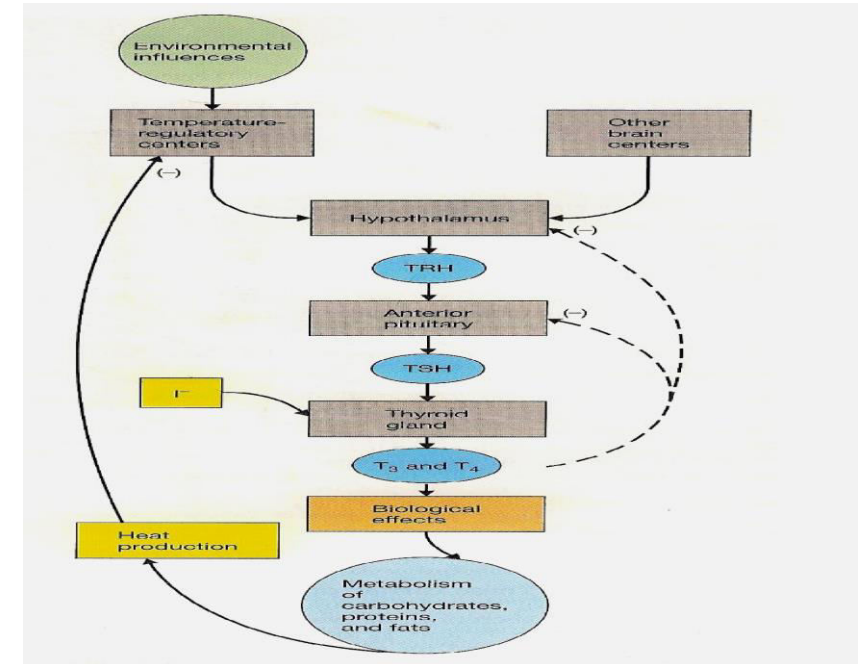 Environmental
influences
Temperature-
regulatory
centers
(−)
Other
brain
centers
Hypothalamus
(−)
TRH
Anterior
pituitary
(−)
TSH
I⁻
Thyroid
gland
T₃ and T₄
Biological
effects
Heat
production
Metabolism
of
carbohydrates,
proteins,
and fats